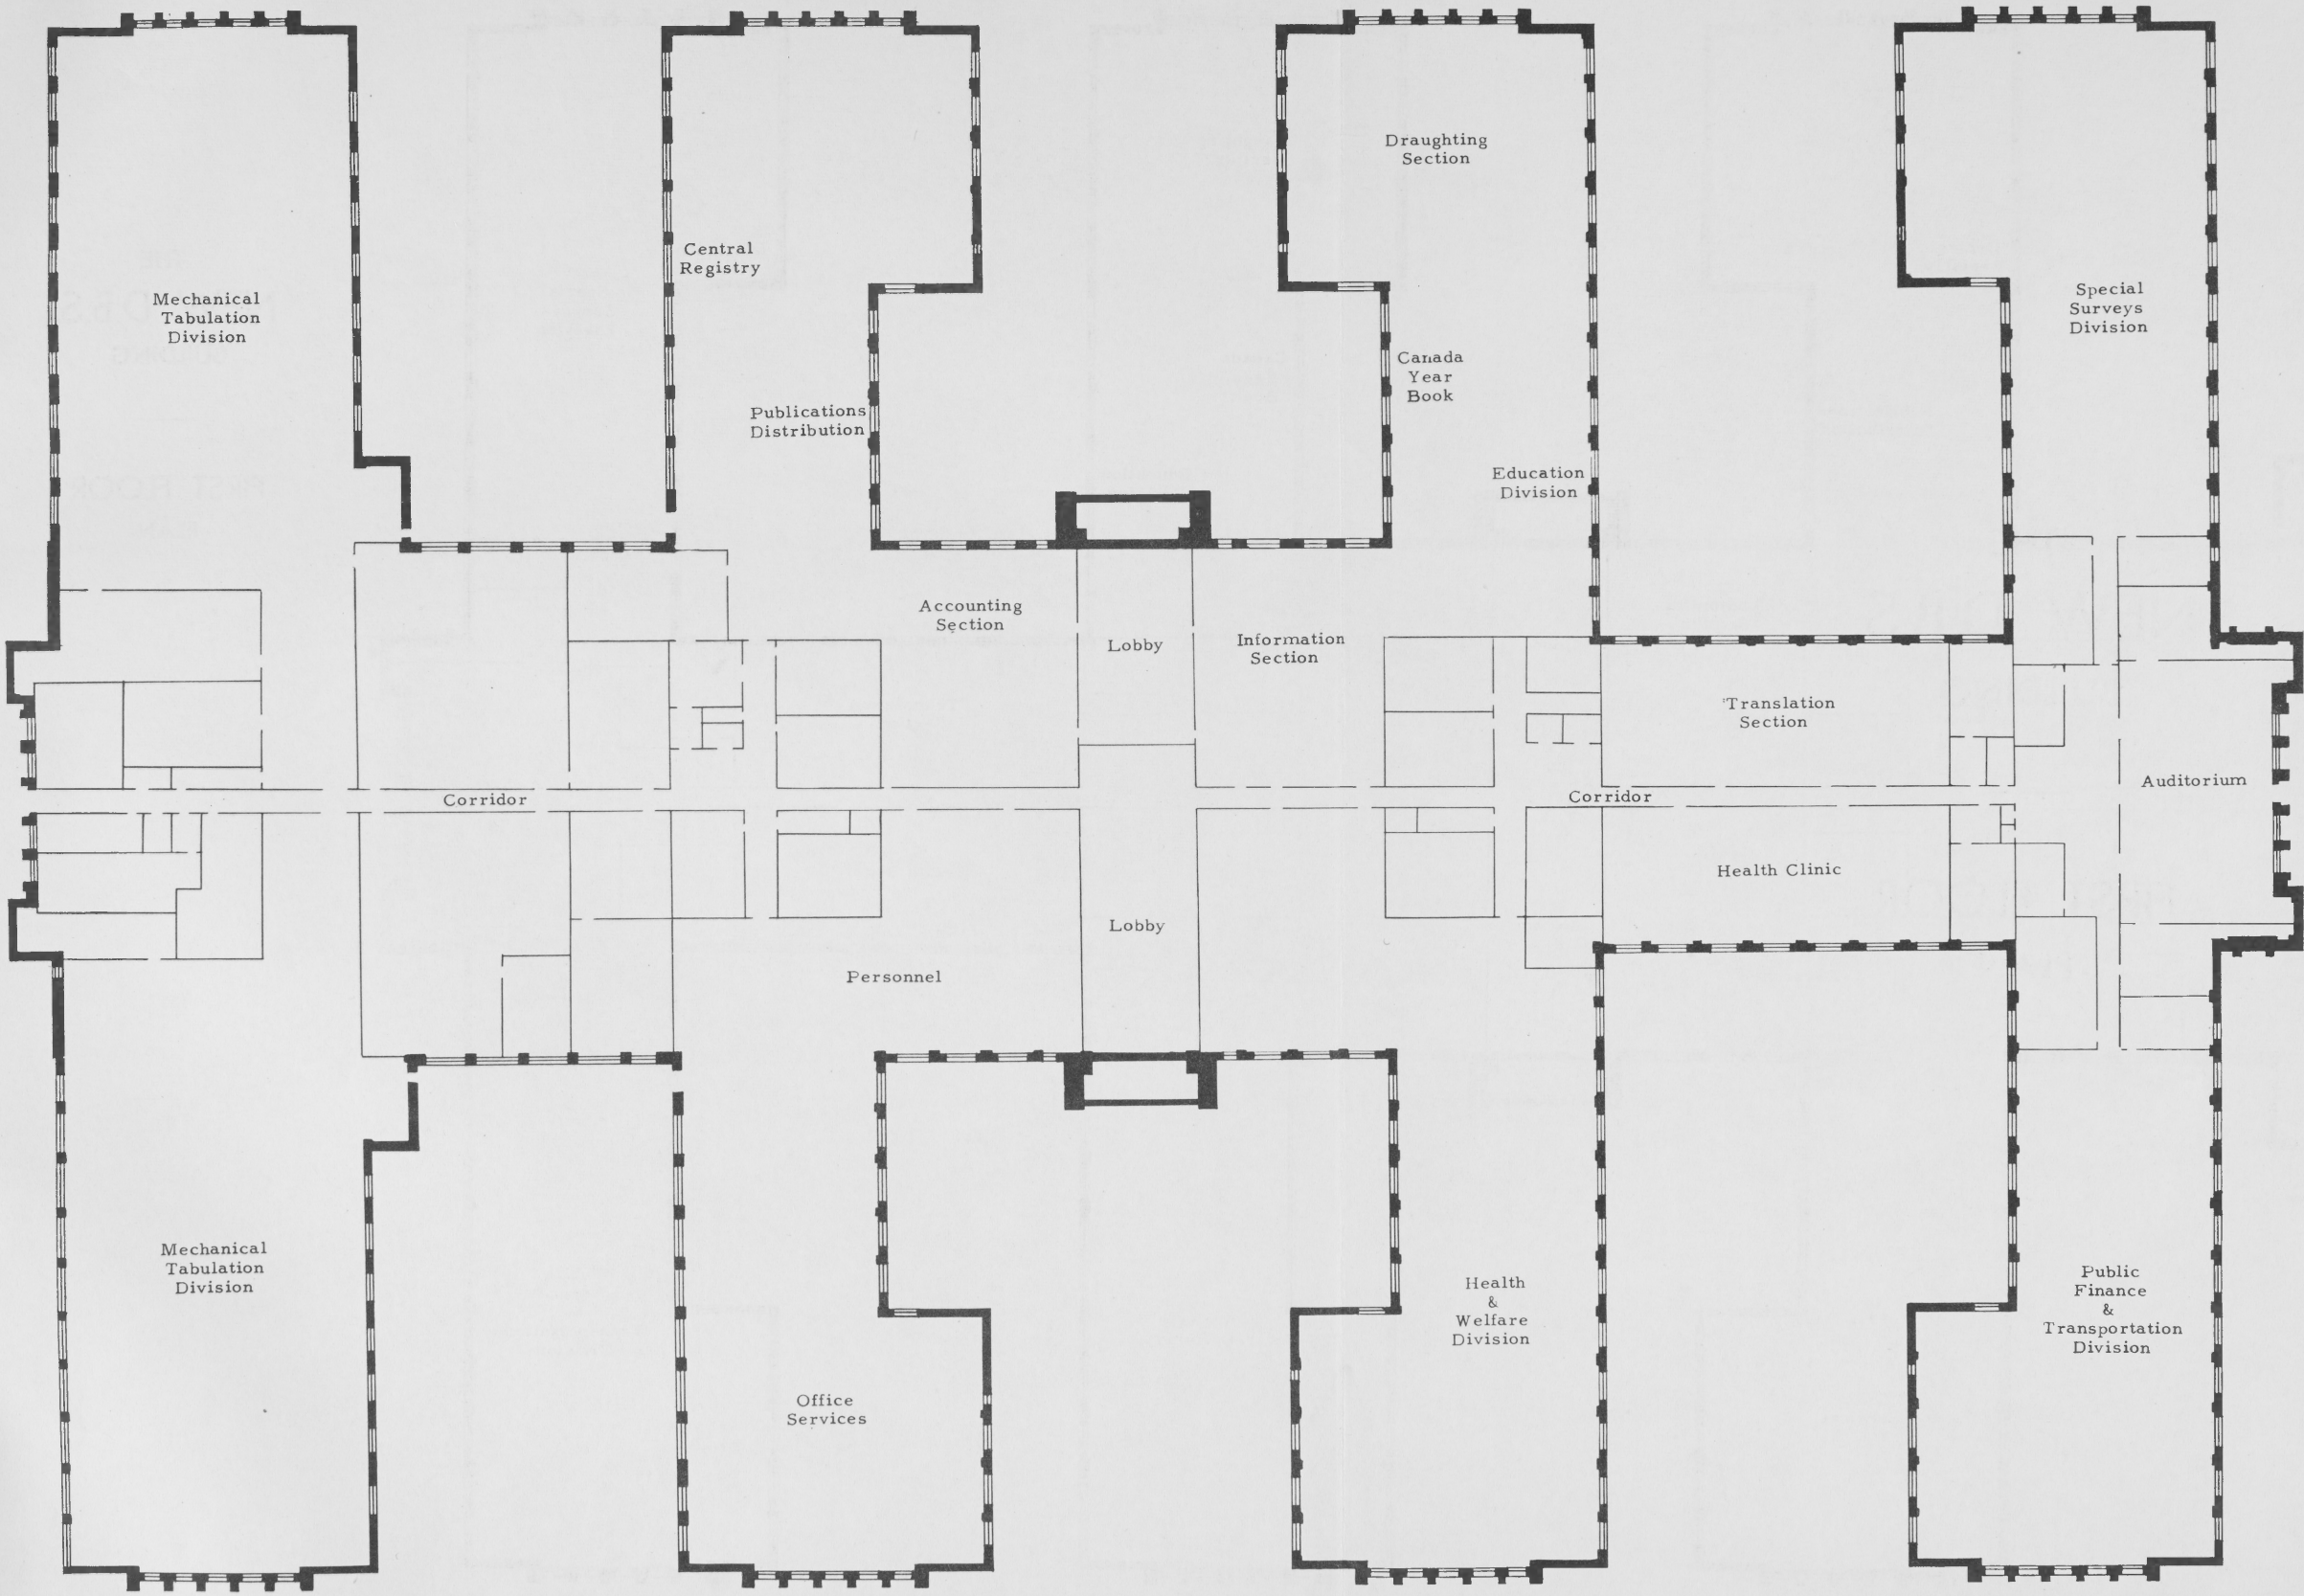 Draughting
Section
Central
Registry
Mechanical
Tabulation
Division
Special
Surveys
Division
Canada
Year
Book
Publications
Distribution
Education
Division
Accounting
Section
Lobby
Information
Section
Translation
Section
Auditorium
Corridor
Corridor
Health Clinic
Lobby
Personnel
Mechanical
Tabulation
Division
Health
&
Welfare
Division
Public
Finance
&
Transportation
Division
Office
Services